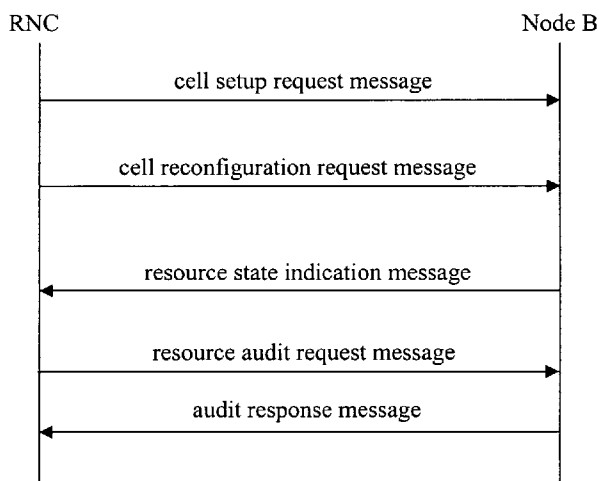 RNC
Node B
cell setup request message
cell reconfiguration request message
resource state indication message
resource audit request message
audit response message